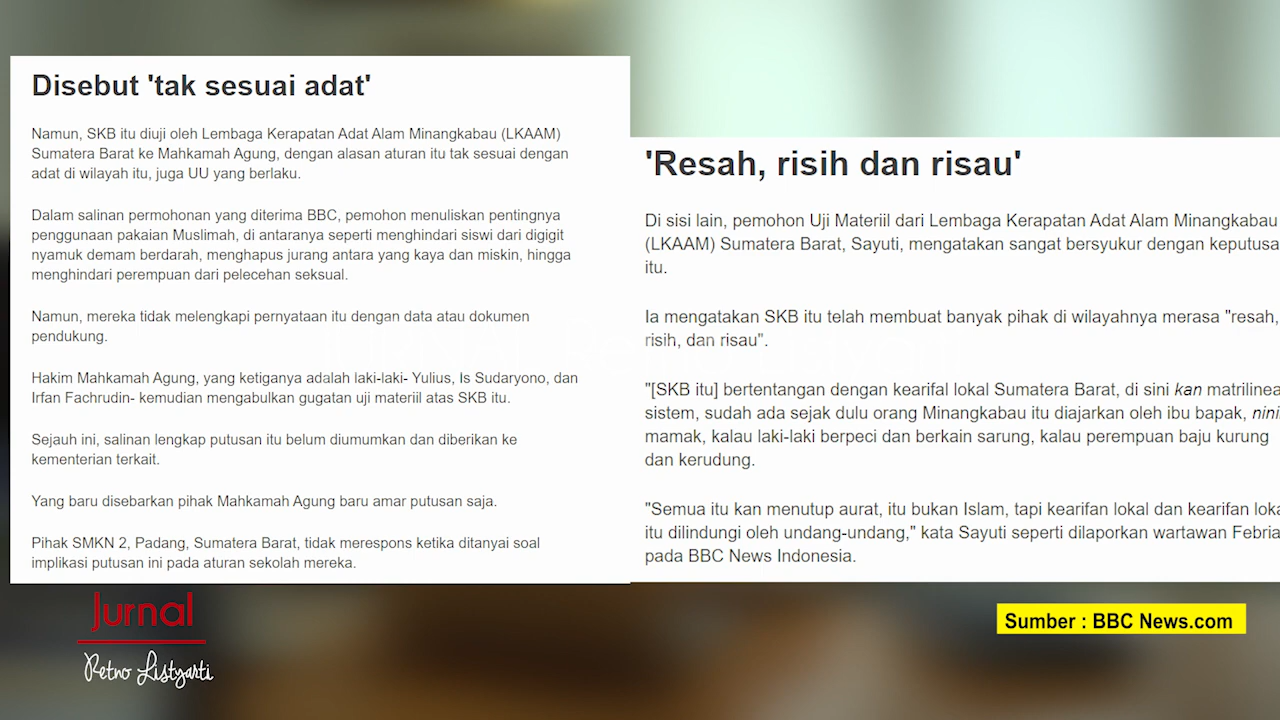 Disebut 'tak sesuai adat'
Namun, SKB itu diuji oleh Lembaga Kerapatan Adat Alam Minangkabau (LKAAM)
Sumatera Barat ke Mahkamah Agung, dengan alasan aturan itu tak sesuai dengan
adat di wilayah itu, juga UU yang berlaku.
Dalam salinan permohonan yang diterima BBC, pemohon menuliskan pentingnya
penggunaan pakaian Muslimah, di antaranya seperti menghindari siswi dari digigit
nyamuk demam berdarah, menghapus jurang antara yang kaya dan miskin, hingga
menghindari perempuan dari pelecehan seksual.
Namun, mereka tidak melengkapi pernyataan itu dengan data atau dokumen
pendukung.
Hakim Mahkamah Agung, yang ketiganya adalah laki-laki- Yulius, Is Sudaryono, dan
Irfan Fachrudin- kemudian mengabulkan gugatan uji materiil atas SKB itu.
Sejauh ini, salinan lengkap putusan itu belum diumumkan dan diberikan ke
kementerian terkait.
Yang baru disebarkan pihak Mahkamah Agung baru amar putusan saja.
Pihak SMKN 2, Padang, Sumatera Barat, tidak merespons ketika ditanyai soal
implikasi putusan ini pada aturan sekolah mereka.
'Resah, risih dan risau'
Di sisi lain, pemohon Uji Materiil dari Lembaga Kerapatan Adat Alam Minangkabau
(LKAAM) Sumatera Barat, Sayuti, mengatakan sangat bersyukur dengan keputusa
itu.
Ia mengatakan SKB itu telah membuat banyak pihak di wilayahnya merasa "resah,
risih, dan risau".
"[SKB itu] bertentangan dengan kearifal lokal Sumatera Barat, di sini kan matrilinea
sistem, sudah ada sejak dulu orang Minangkabau itu diajarkan oleh ibu bapak, nini
mamak, kalau laki-laki berpeci dan berkain sarung, kalau perempuan baju kurung
dan kerudung.
"Semua itu kan menutup aurat, itu bukan Islam, tapi kearifan lokal dan kearifan loka
itu dilindungi oleh undang-undang," kata Sayuti seperti dilaporkan wartawan Febria
pada BBC News Indonesia.
Jurnal
Retno Listyarti
Sumber : BBC News.com